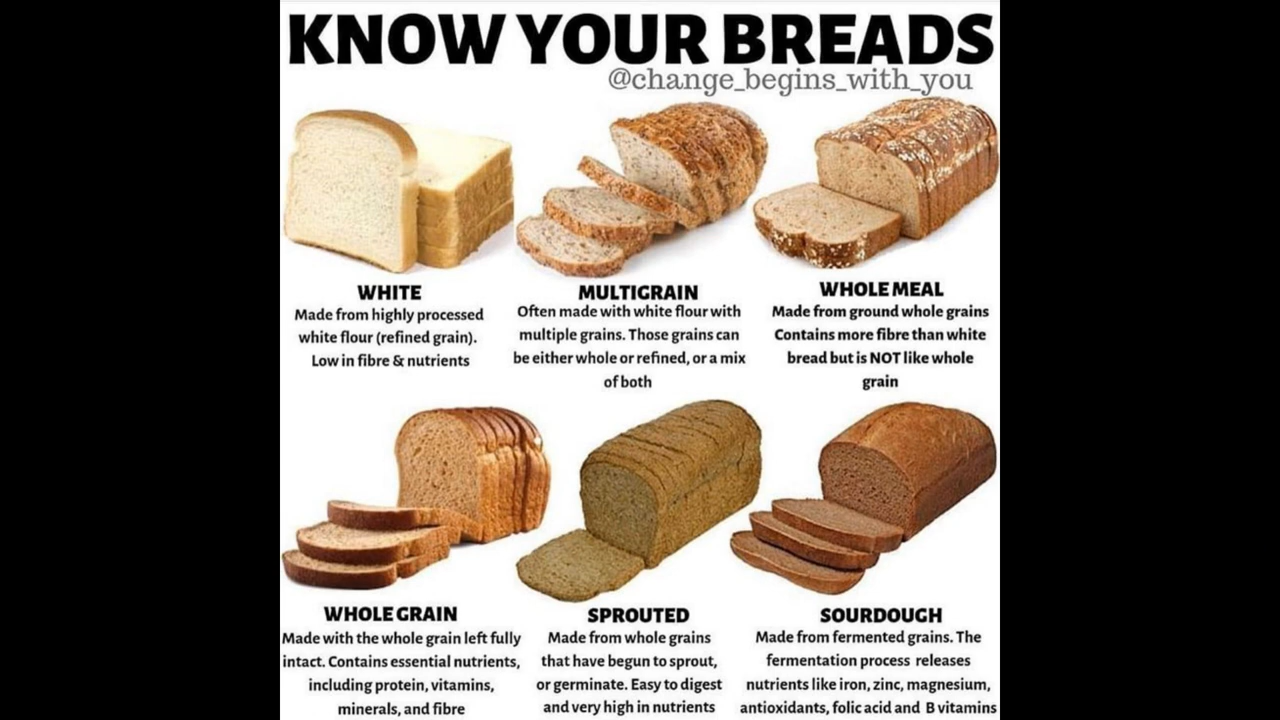 KNOW YOUR BREADS
@change_begins_with_you
WHITE
Made from highly processed
white flour (refined grain).
Low in fibre & nutrients
MULTIGRAIN
Often made with white flour with
multiple grains. Those grains can
be either whole or refined, or a mix
of both
WHOLE MEAL
Made from ground whole grains
Contains more fibre than white
bread but is NOT like whole
grain
WHOLE GRAIN
Made with the whole grain left fully
intact. Contains essential nutrients,
including protein, vitamins,
minerals, and fibre
SPROUTED
Made from whole grains
that have begun to sprout,
or germinate. Easy to digest
and very high in nutrients
SOURDOUGH
Made from fermented grains. The
fermentation process releases
nutrients like iron, zinc, magnesium,
antioxidants, folic acid and B vitamins